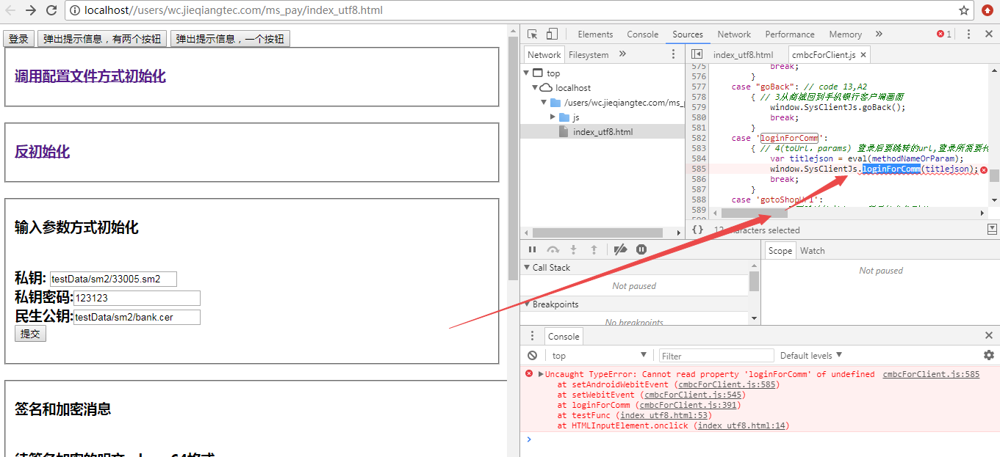 localhost//users/wc.jieqiangtec.com/ms_pay/index_utf8.html
登录 弹出提示信息，有两个按钮 弹出提示信息，一个按钮
调用配置文件方式初始化
反初始化
输入参数方式初始化
私钥: testData/sm2/33005.sm2
私钥密码:123123
民生公钥:testData/sm2/bank.cer
提交
签名和加密消息
Elements Console Sources Network Performance Memory » 1
Network Filesystem »
top
localhost
/users/wc.jieqiangtec.com/ms_
js
index_utf8.html
index_utf8.html cmbcForClient.js ×
575 break;
576 }
577 case "goBack": // code 13,A2
578 { // 3从商城回到手机银行客户端画面
579 window.SysClientJs.goBack();
580 break;
581 }
582 case 'loginForComm':
583 { // 4(toUrl，params) 登录后要跳转的url,登录所需要
584 var titlejson = eval(methodNameOrParam);
585 window.SysClientJs.loginForComm(titlejson);
586 break;
587 }
588 case 'gotoShopUrl':
589
{ } 12 characters selected
Call Stack
Not paused
Breakpoints
No breakpoints
Scope Watch
Not paused
Console
top Filter Default levels
Uncaught TypeError: Cannot read property 'loginForComm' of undefined cmbcForClient.js:585
at setAndroidWebitEvent (cmbcForClient.js:585)
at setWebitEvent (cmbcForClient.js:545)
at loginForComm (cmbcForClient.js:391)
at testFunc (index_utf8.html:53)
at HTMLInputElement.onclick (index_utf8.html:14)